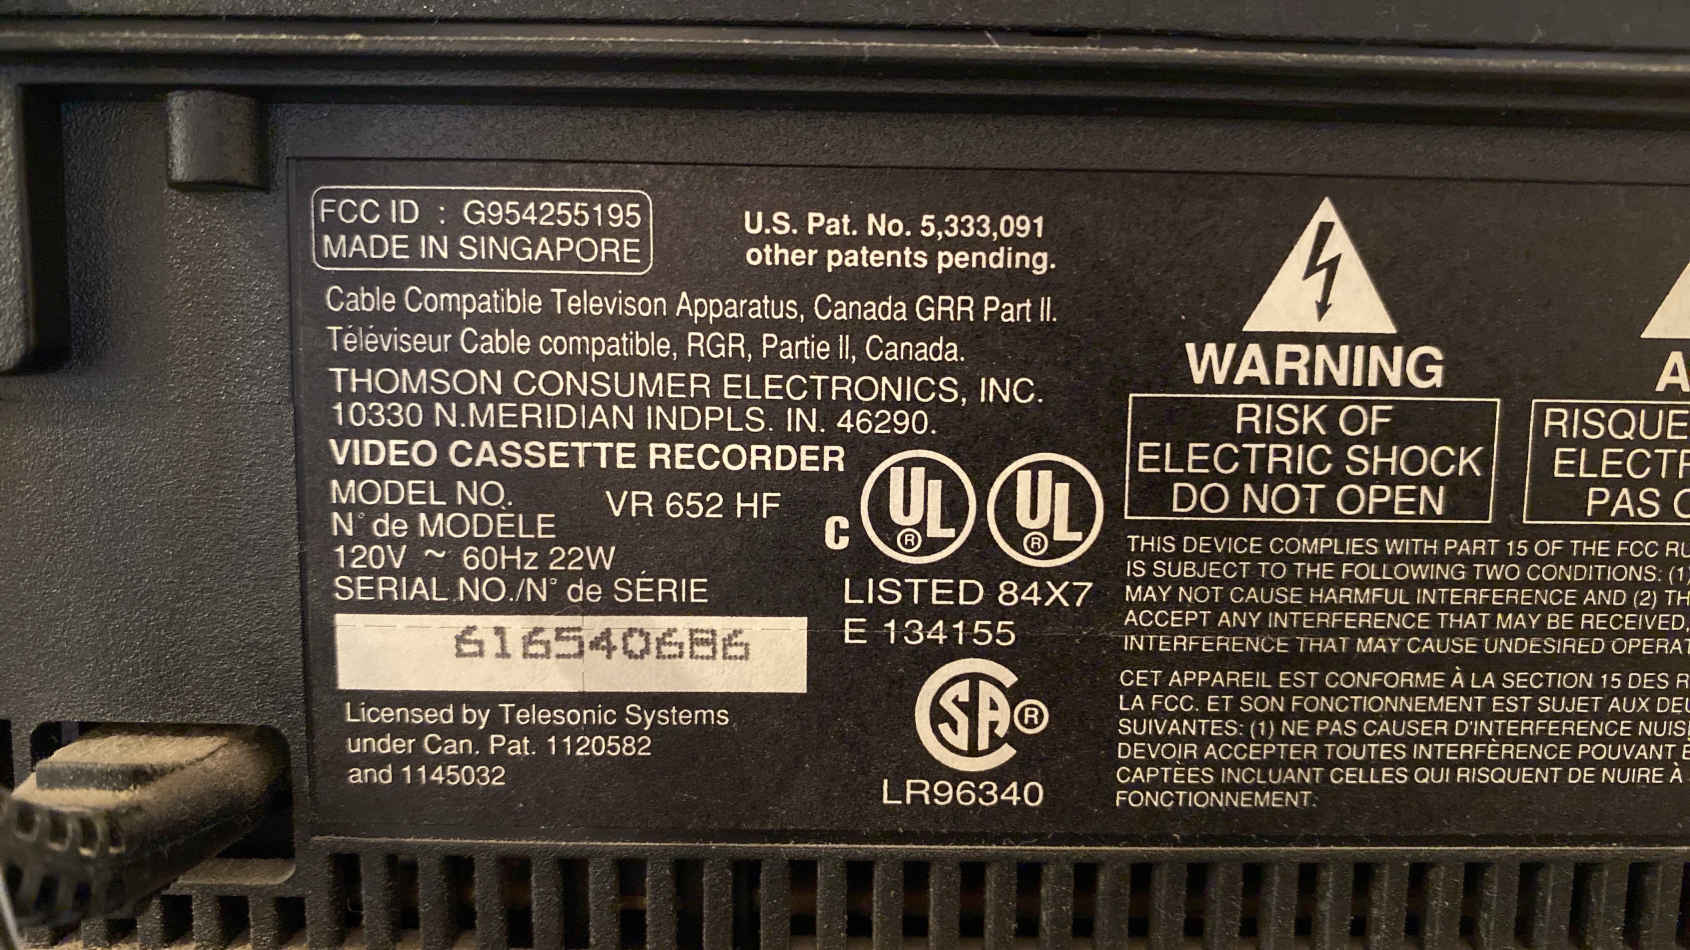 FCC ID : G954255195
MADE IN SINGAPORE
U.S. Pat. No. 5,333,091
other patents pending.
Cable Compatible Televison Apparatus, Canada GRR Part II.
Téléviseur Cable compatible, RGR, Partie II, Canada.
THOMSON CONSUMER ELECTRONICS, INC.
10330 N.MERIDIAN INDPLS. IN. 46290.
VIDEO CASSETTE RECORDER
MODEL NO.
N° de MODÈLE
VR 652 HF
120V ~ 60Hz 22W
SERIAL NO./N° de SÉRIE
616540686
Licensed by Telesonic Systems
under Can. Pat. 1120582
and 1145032
C UL® UL®
LISTED 84X7
E 134155
SA®
LR96340
WARNING
RISK OF
ELECTRIC SHOCK
DO NOT OPEN
A
RISQUE
ELECTR
PAS O
THIS DEVICE COMPLIES WITH PART 15 OF THE FCC RU
IS SUBJECT TO THE FOLLOWING TWO CONDITIONS: (1)
MAY NOT CAUSE HARMFUL INTERFERENCE AND (2) TH
ACCEPT ANY INTERFERENCE THAT MAY BE RECEIVED,
INTERFERENCE THAT MAY CAUSE UNDESIRED OPERAT
CET APPAREIL EST CONFORME À LA SECTION 15 DES R
LA FCC. ET SON FONCTIONNEMENT EST SUJET AUX DEU
SUIVANTES: (1) NE PAS CAUSER D'INTERFERENCE NUIS
DEVOIR ACCEPTER TOUTES INTERFÈRENCE POUVANT Ê
CAPTÈES INCLUANT CELLES QUI RISQUENT DE NUIRE À
FONCTIONNEMENT.